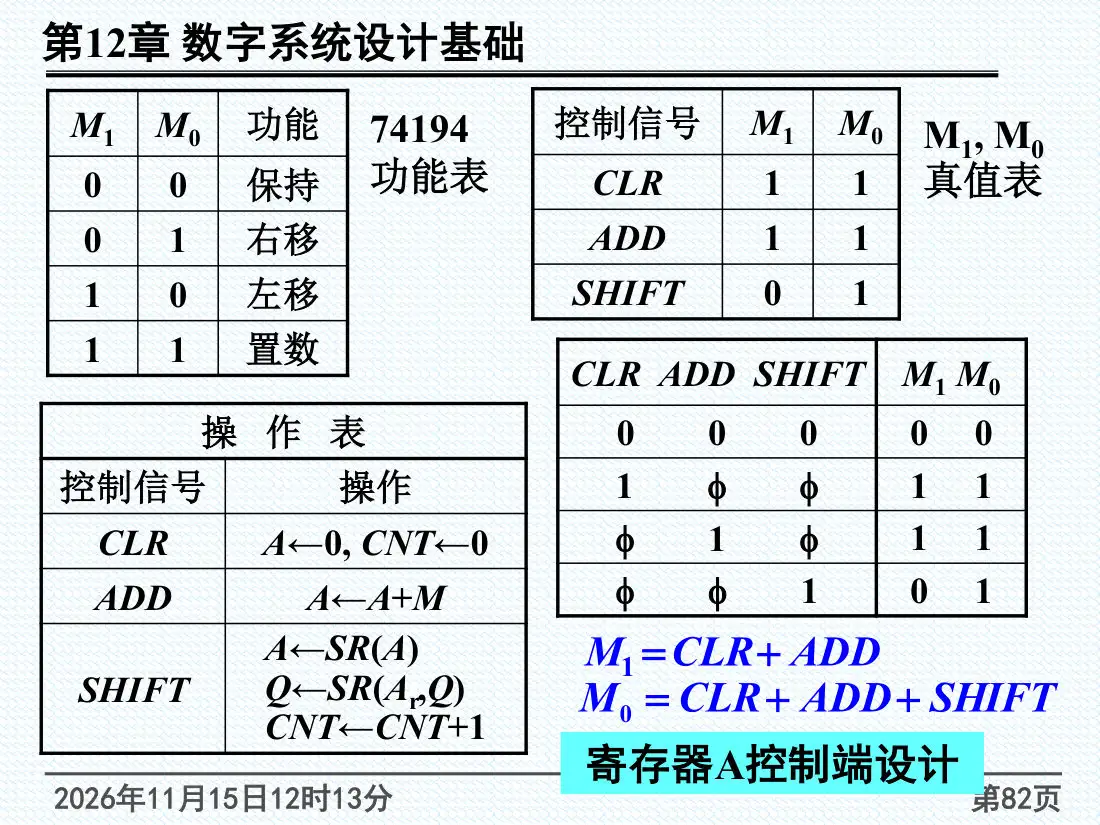 第12章 数字系统设计基础
M1 M0 功能
0 0 保持
0 1 右移
1 0 左移
1 1 置数
74194
功能表
控制信号 M1 M0
CLR 1 1
ADD 1 1
SHIFT 0 1
M1, M0
真值表
操 作 表
控制信号 操作
CLR A←0, CNT←0
ADD A←A+M
SHIFT A←SR(A)
Q←SR(Ar,Q)
CNT←CNT+1
CLR ADD SHIFT M1 M0
0 0 0 0 0
1 ϕ ϕ 1 1
ϕ 1 ϕ 1 1
ϕ ϕ 1 0 1
M1=CLR+ADD
M0=CLR+ADD+SHIFT
寄存器A控制端设计
2026年11月15日12时13分
第82页